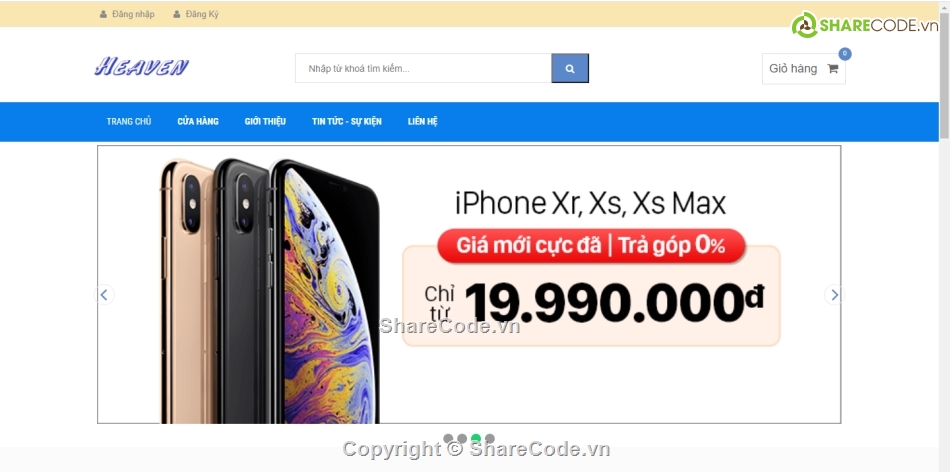 Đăng nhập Đăng Ký
SHARECODE.vn
HEAVEN
Nhập từ khoá tìm kiếm...
Giỏ hàng
0
TRANG CHỦ CỬA HÀNG GIỚI THIỆU TIN TỨC - SỰ KIỆN LIÊN HỆ
iPhone Xr, Xs, Xs Max
Giá mới cực đã | Trả góp 0%
Chỉ từ 19.990.000đ
ShareCode.vn
Copyright © ShareCode.vn